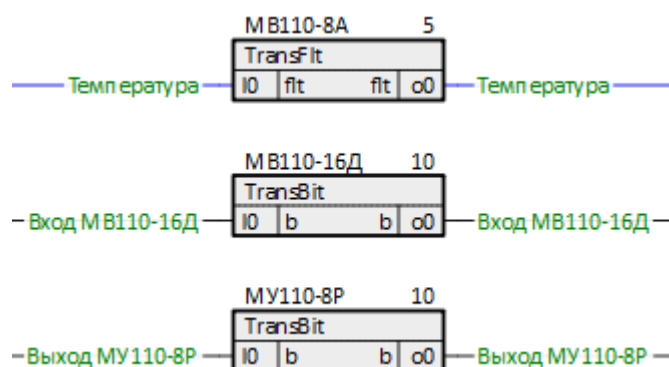 МВ110-8А 5
TransFlt
Температура I0 flt flt o0 Температура
МВ110-16Д 10
TransBit
Вход МВ110-16Д I0 b b o0 Вход МВ110-16Д
МУ110-8Р 10
TransBit
Выход МУ110-8Р I0 b b o0 Выход МУ110-8Р